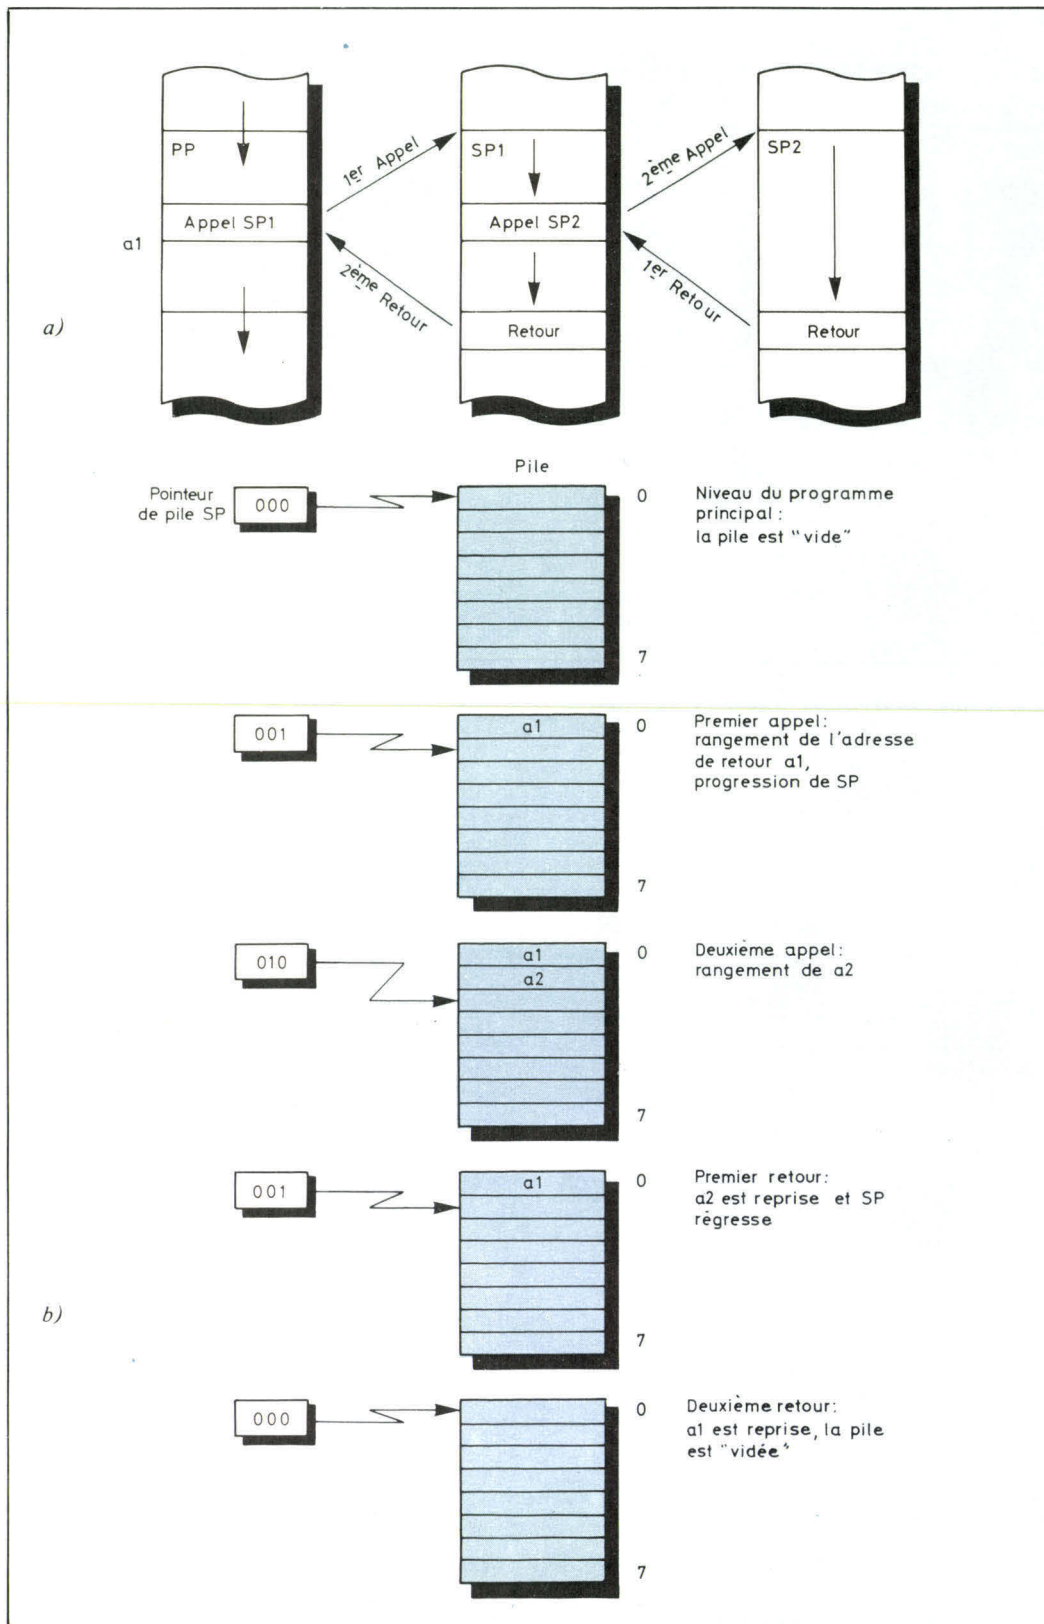 PP
Appel SP1
a1
1er Appel
2ème Retour
SP1
Appel SP2
Retour
2ème Appel
1er Retour
SP2
Retour
a)
Pile
Pointeur
de pile SP
000
0
7
Niveau du programme
principal :
la pile est "vide"
001
a1
0
7
Premier appel:
rangement de l'adresse
de retour a1,
progression de SP
010
a1
a2
0
7
Deuxième appel:
rangement de a2
001
a1
0
7
Premier retour:
a2 est reprise et SP
régresse
b)
000
0
7
Deuxième retour:
a1 est reprise, la pile
est "vidée"